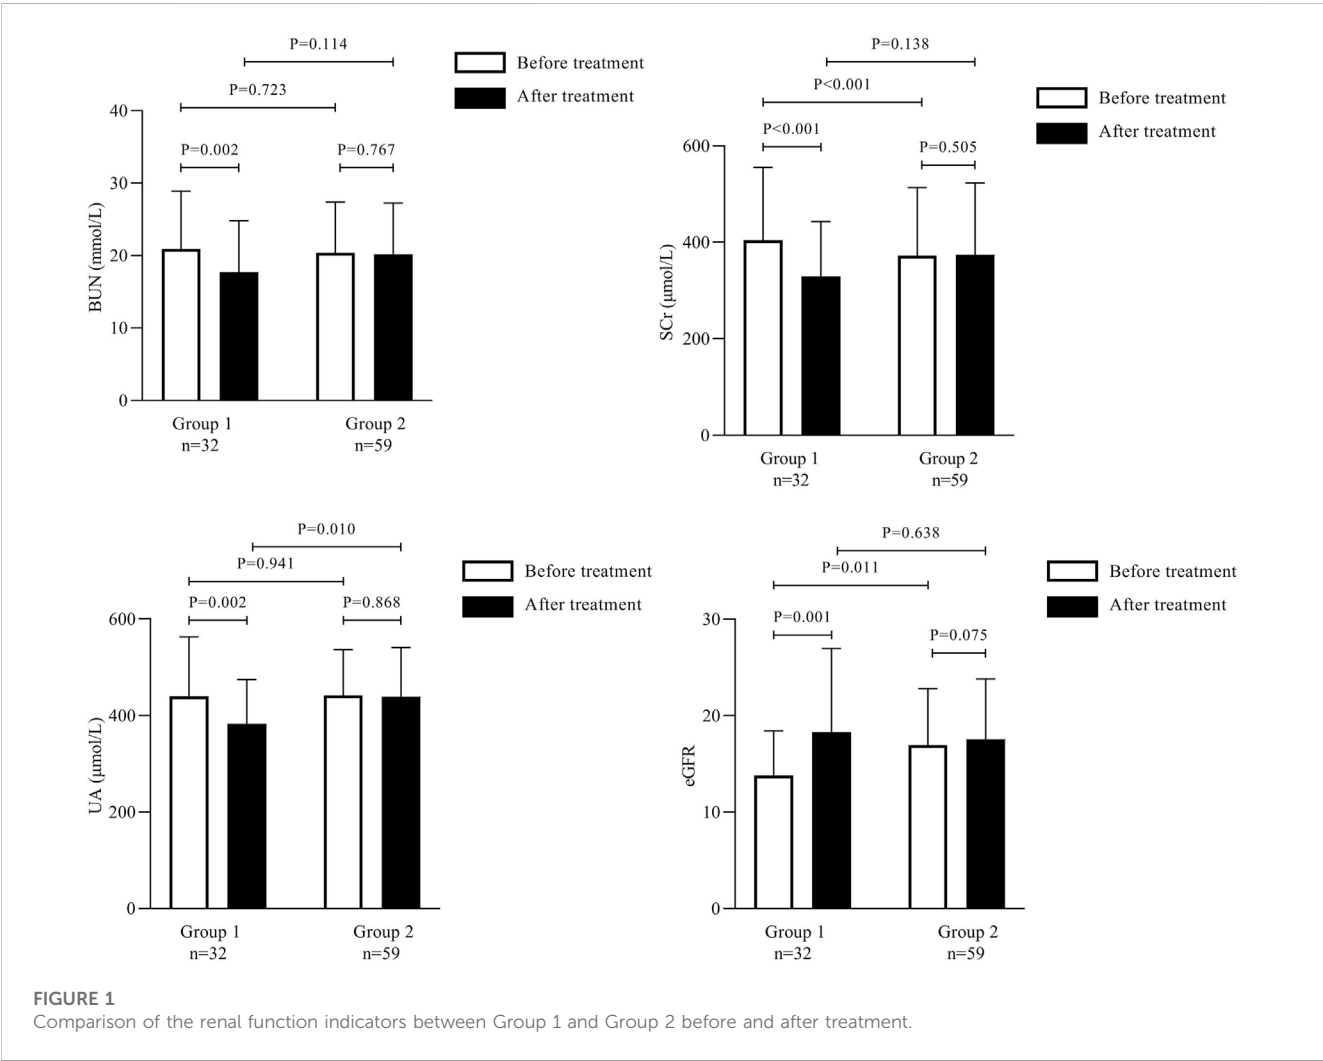 P=0.114
Before treatment
After treatment
P=0.723
P=0.002
P=0.767
40
30
20
10
0
BUN (mmol/L)
Group 1
n=32
Group 2
n=59
P=0.138
Before treatment
After treatment
P<0.001
P<0.001
P=0.505
600
400
200
0
SCr (μmol/L)
Group 1
n=32
Group 2
n=59
P=0.010
Before treatment
After treatment
P=0.941
P=0.002
P=0.868
600
400
200
0
UA (μmol/L)
Group 1
n=32
Group 2
n=59
P=0.638
Before treatment
After treatment
P=0.011
P=0.001
P=0.075
30
20
10
0
eGFR
Group 1
n=32
Group 2
n=59
FIGURE 1
Comparison of the renal function indicators between Group 1 and Group 2 before and after treatment.